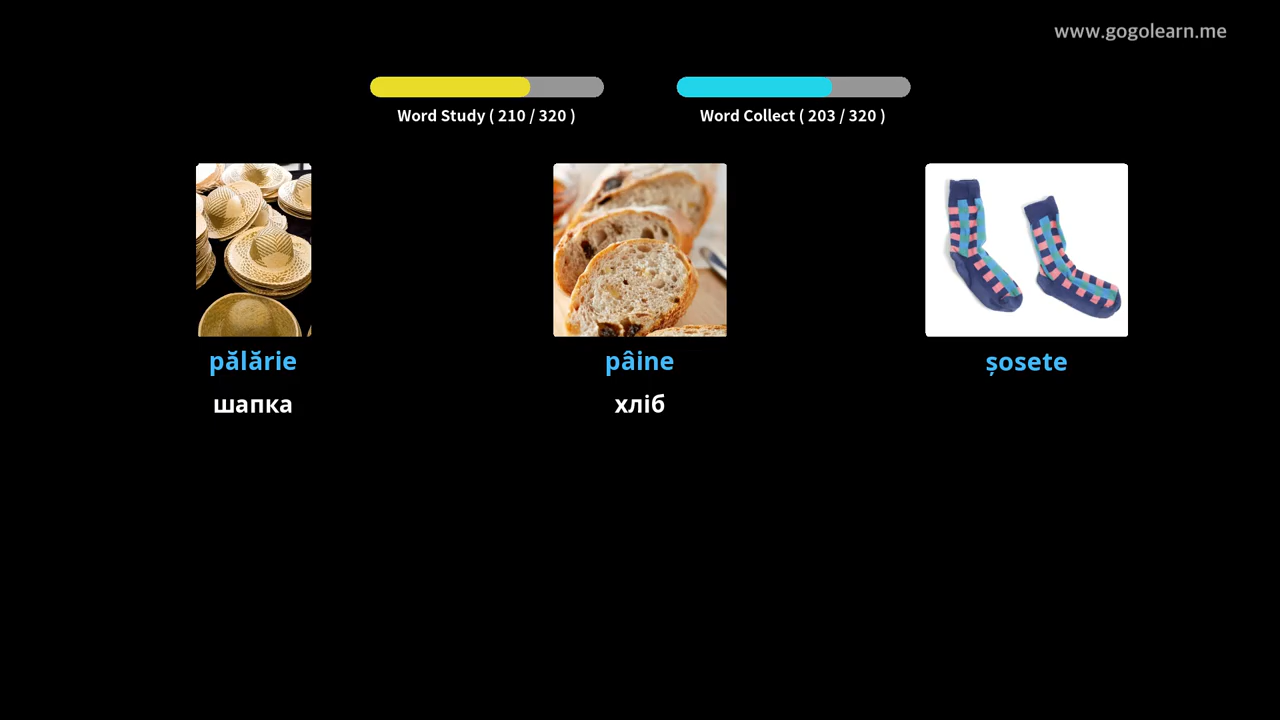 www.gogolearn.me
Word Study ( 210 / 320 )
Word Collect ( 203 / 320 )
pălărie
pâine
șosete
шапка
хліб